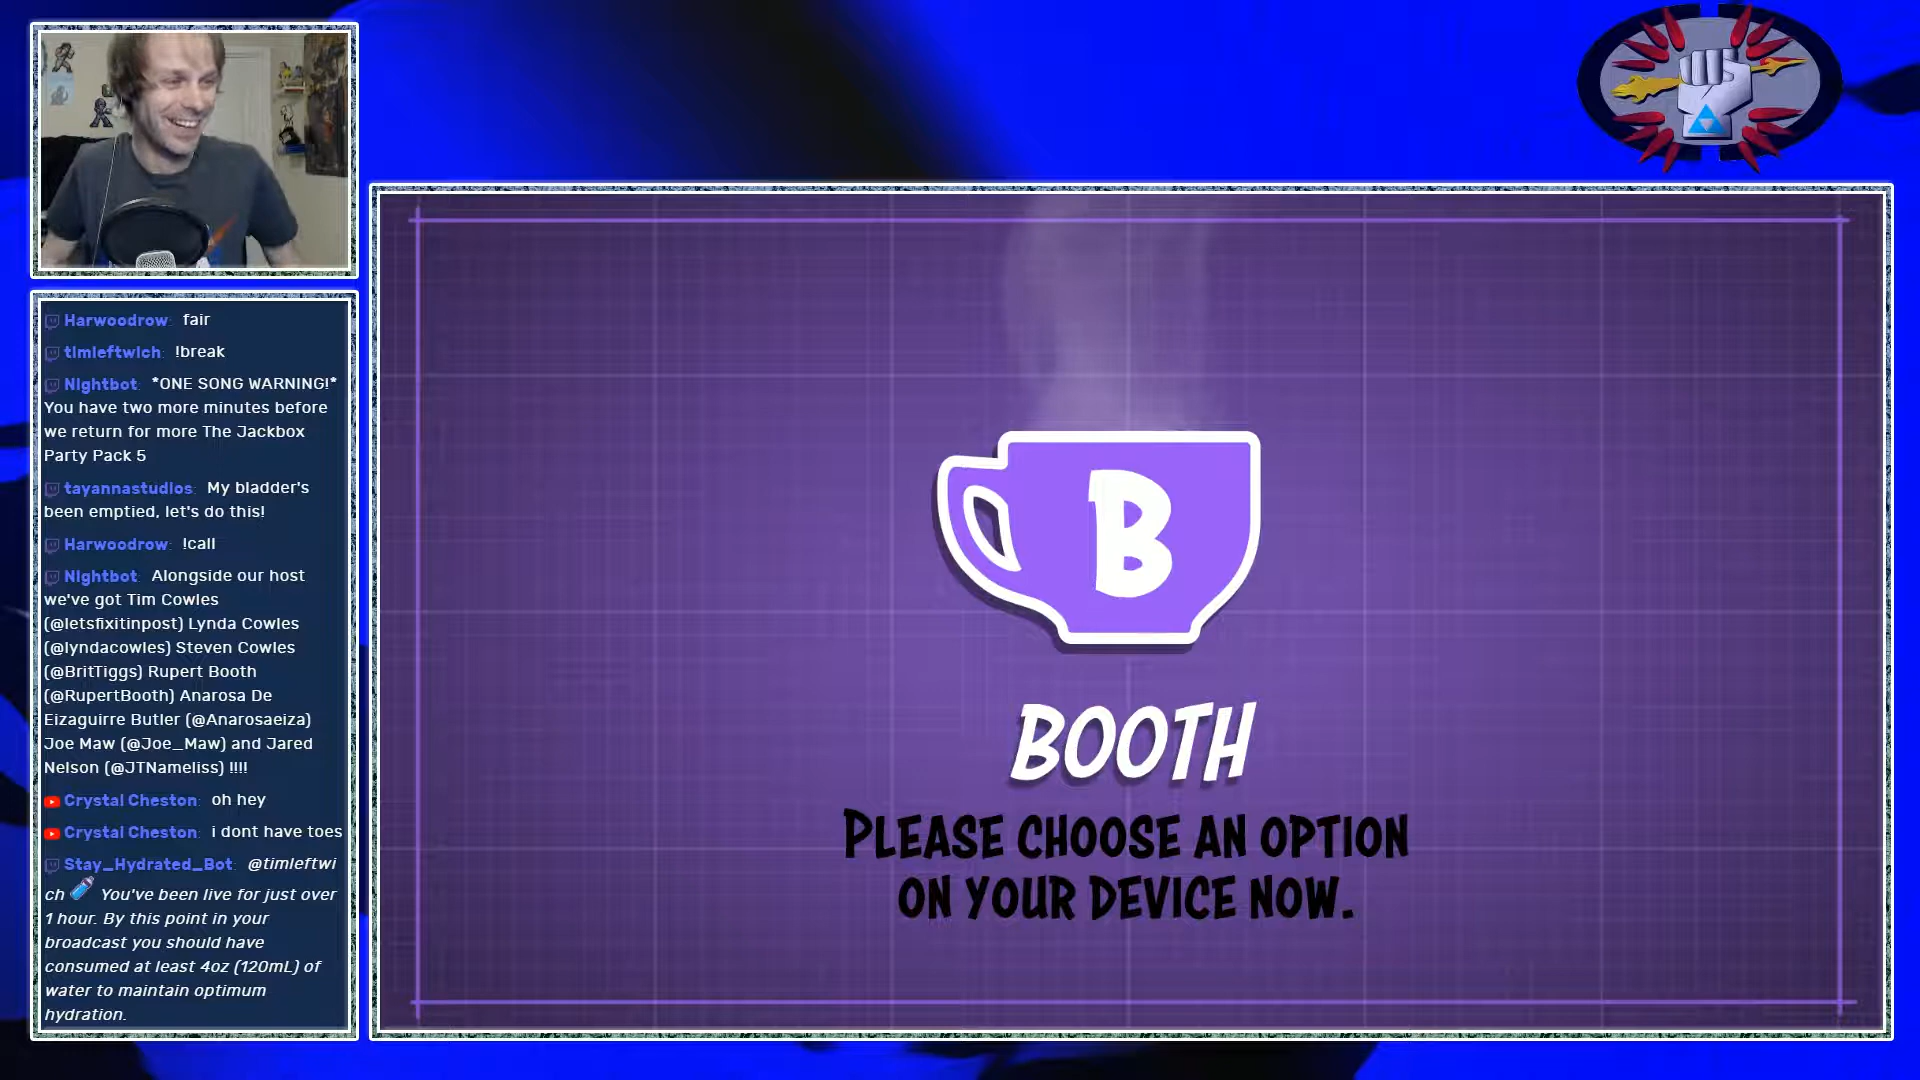 Harwoodrow: fair
timleftwich: !break
Nightbot: *ONE SONG WARNING!*
You have two more minutes before
we return for more The Jackbox
Party Pack 5
tayannastudios: My bladder's
been emptied, let's do this!
Harwoodrow: !call
Nightbot: Alongside our host
we've got Tim Cowles
(@letsfixitinpost) Lynda Cowles
(@lyndacowles) Steven Cowles
(@BritTiggs) Rupert Booth
(@RupertBooth) Anarosa De
Eizaguirre Butler (@Anarosaeiza)
Joe Maw (@Joe_Maw) and Jared
Nelson (@JTNameliss) !!!!
Crystal Cheston: oh hey
Crystal Cheston: i dont have toes
Stay_Hydrated_Bot: @timleftwi
ch You've been live for just over
1 hour. By this point in your
broadcast you should have
consumed at least 4oz (120mL) of
water to maintain optimum
hydration.
B
BOOTH
PLEASE CHOOSE AN OPTION
ON YOUR DEVICE NOW.